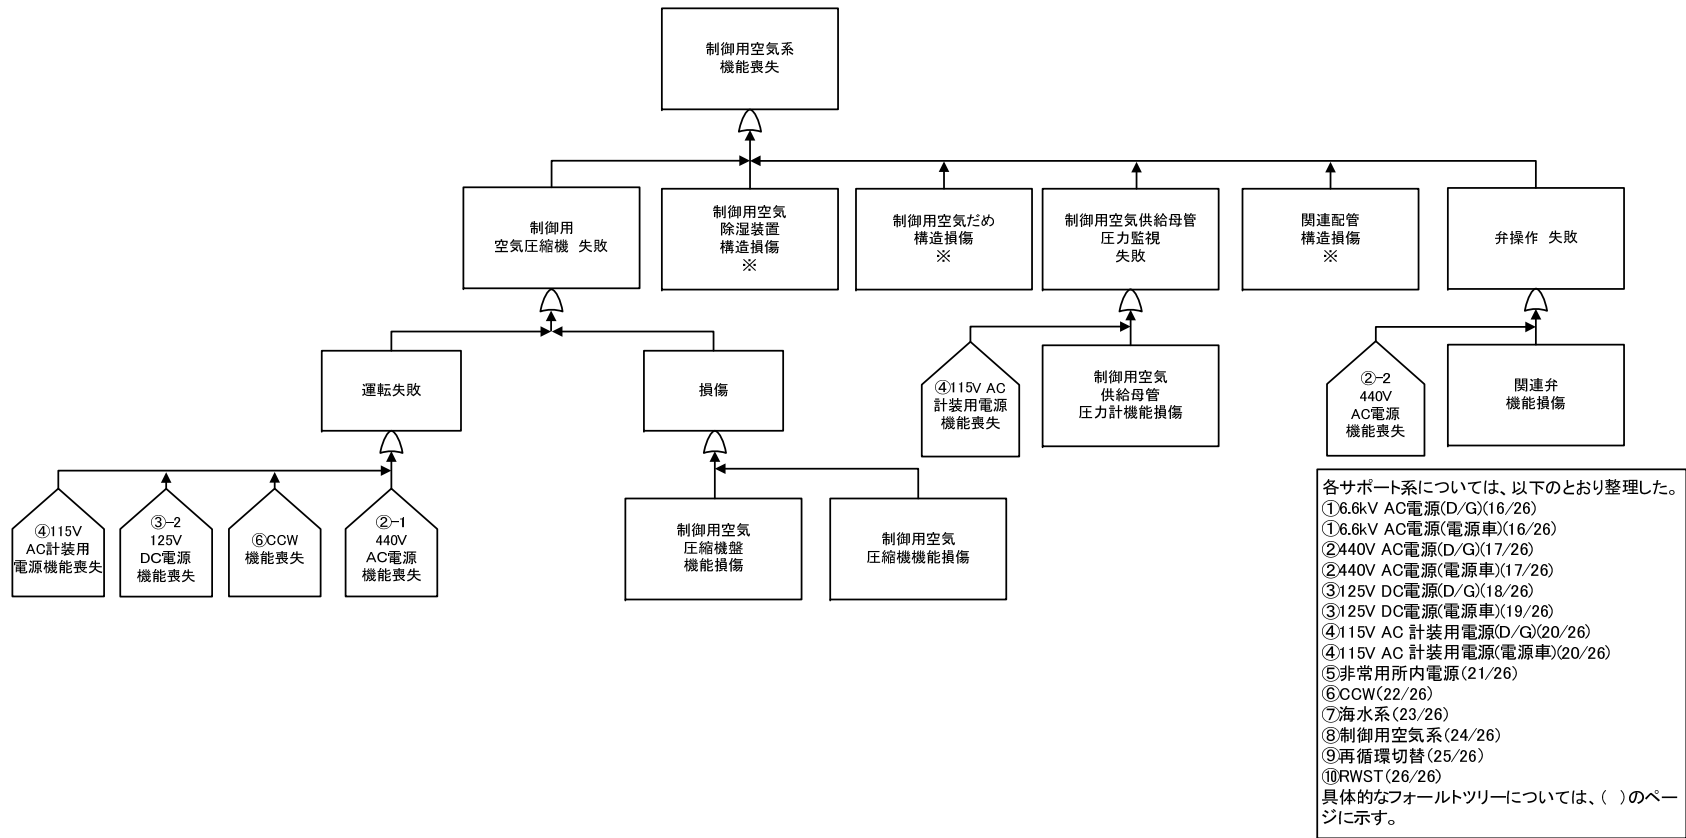 制御用空気系
機能喪失
制御用
空気圧縮機 失敗
制御用空気
除湿装置
構造損傷
※
制御用空気だめ
構造損傷
※
制御用空気供給母管
圧力監視
失敗
関連配管
構造損傷
※
弁操作 失敗
運転失敗
損傷
④115V AC
計装用電源
機能喪失
制御用空気
供給母管
圧力計機能損傷
②-2
440V
AC電源
機能喪失
関連弁
機能損傷
④115V
AC計装用
電源機能喪失
③-2
125V
DC電源
機能喪失
⑥CCW
機能喪失
②-1
440V
AC電源
機能喪失
制御用空気
圧縮機盤
機能損傷
制御用空気
圧縮機機能損傷
各サポート系については、以下のとおり整理した。
①6.6kV AC電源(D/G)(16/26)
①6.6kV AC電源(電源車)(16/26)
②440V AC電源(D/G)(17/26)
②440V AC電源(電源車)(17/26)
③125V DC電源(D/G)(18/26)
③125V DC電源(電源車)(19/26)
④115V AC 計装用電源(D/G)(20/26)
④115V AC 計装用電源(電源車)(20/26)
⑤非常用所内電源(21/26)
⑥CCW(22/26)
⑦海水系(23/26)
⑧制御用空気系(24/26)
⑨再循環切替(25/26)
⑩RWST(26/26)
具体的なフォールトツリーについては、( )のペー
ジに示す。